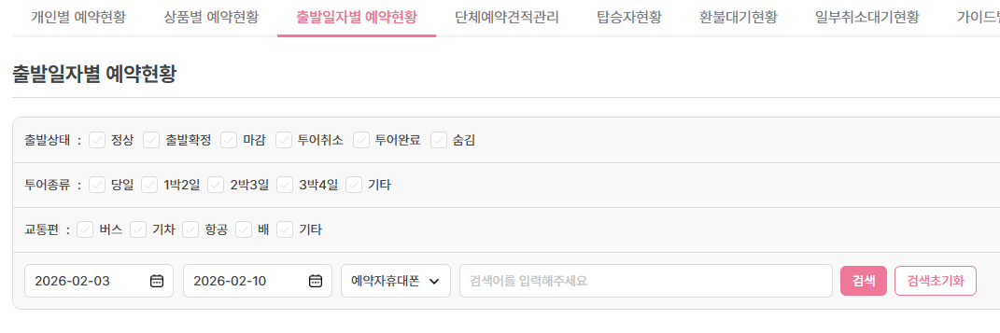 개인별 예약현황 상품별 예약현황 출발일자별 예약현황 단체예약견적관리 탑승자현황 환불대기현황 일부취소대기현황 가이드별
출발일자별 예약현황
출발상태 : 정상 출발확정 마감 투어취소 투어완료 숨김
투어종류 : 당일 1박2일 2박3일 3박4일 기타
교통편 : 버스 기차 항공 배 기타
2026-02-03 2026-02-10 예약자휴대폰 검색어를 입력해주세요 검색 검색초기화